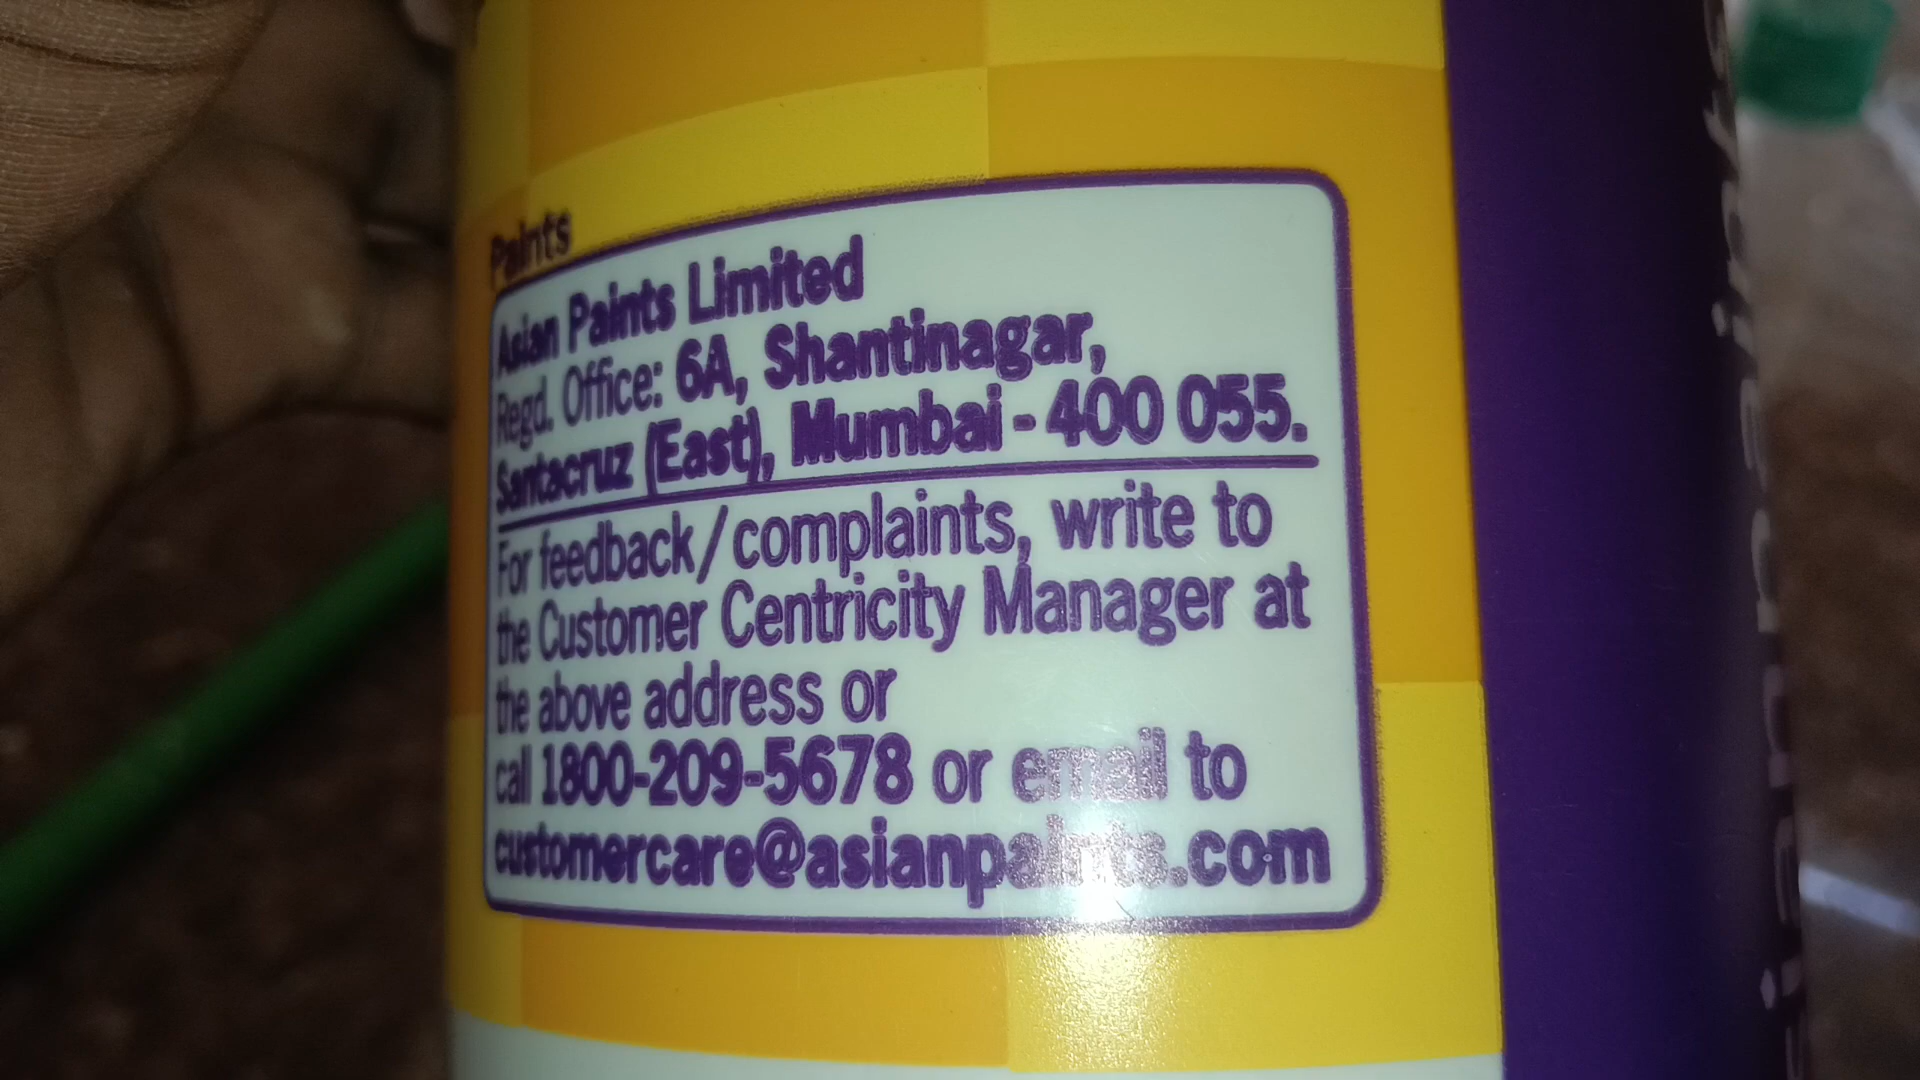 Paints
Asian Paints Limited
Regd. Office: 6A, Shantinagar,
Santacruz (East), Mumbai - 400 055.
For feedback/complaints, write to
the Customer Centricity Manager at
the above address or
call 1800-209-5678 or email to
customercare@asianpaints.com